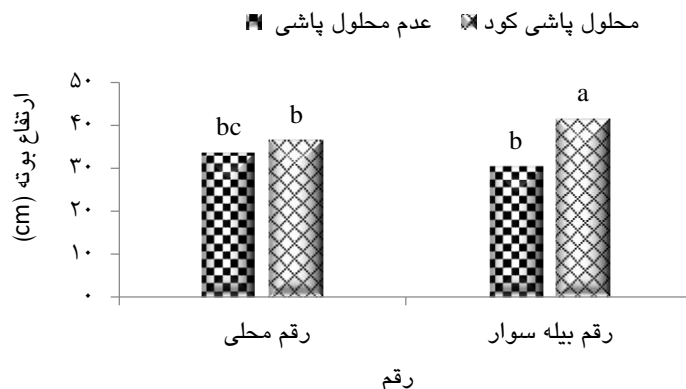 محلول پاشی کود عدم محلول پاشی
ارتفاع بوته (cm)
۵۰
۴۰
۳۰
۲۰
۱۰
۰
bc b b a
رقم محلی رقم بیله سوار
رقم